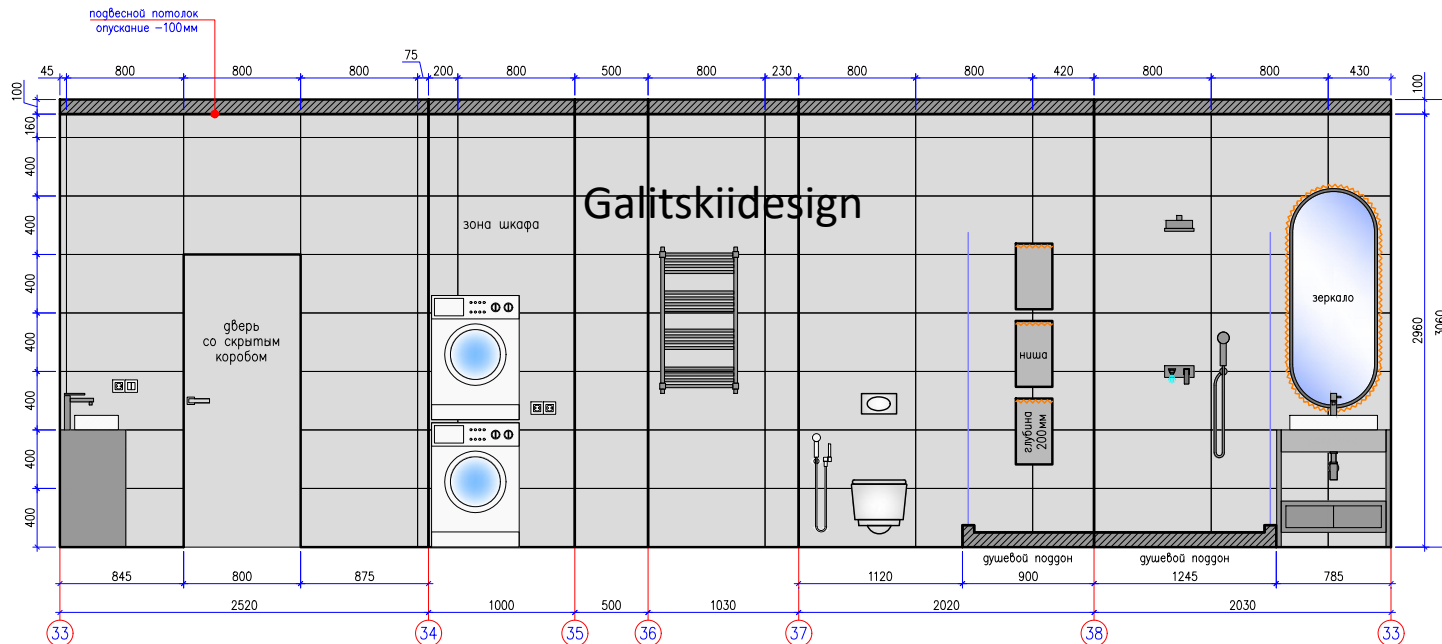 подвесной потолок
опускание –100мм
75
45 800 800 800 200 800 500 800 230 800 800 420 800 800 430
100
100
160
400
400
400
400
400
400
400
Galitskiidesign
зона шкафа
дверь
со скрытым
коробом
зеркало
ниша
глубина
200мм
2960
3060
душевой поддон
душевой поддон
845 800 875 1120 900 1245 785
2520 1000 500 1030 2020 2030
33 34 35 36 37 38 33